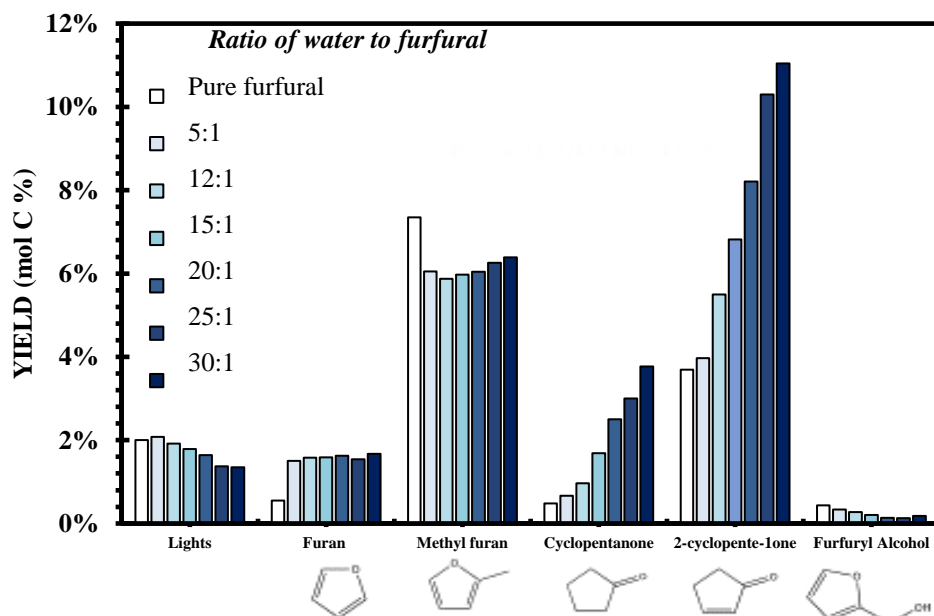 12%
10%
8%
6%
4%
2%
0%
YIELD (mol C %)
Ratio of water to furfural
Pure furfural
5:1
12:1
15:1
20:1
25:1
30:1
Lights
Furan
Methyl furan
Cyclopentanone
2-cyclopente-1one
Furfuryl Alcohol
O
O
O
O
O
OH